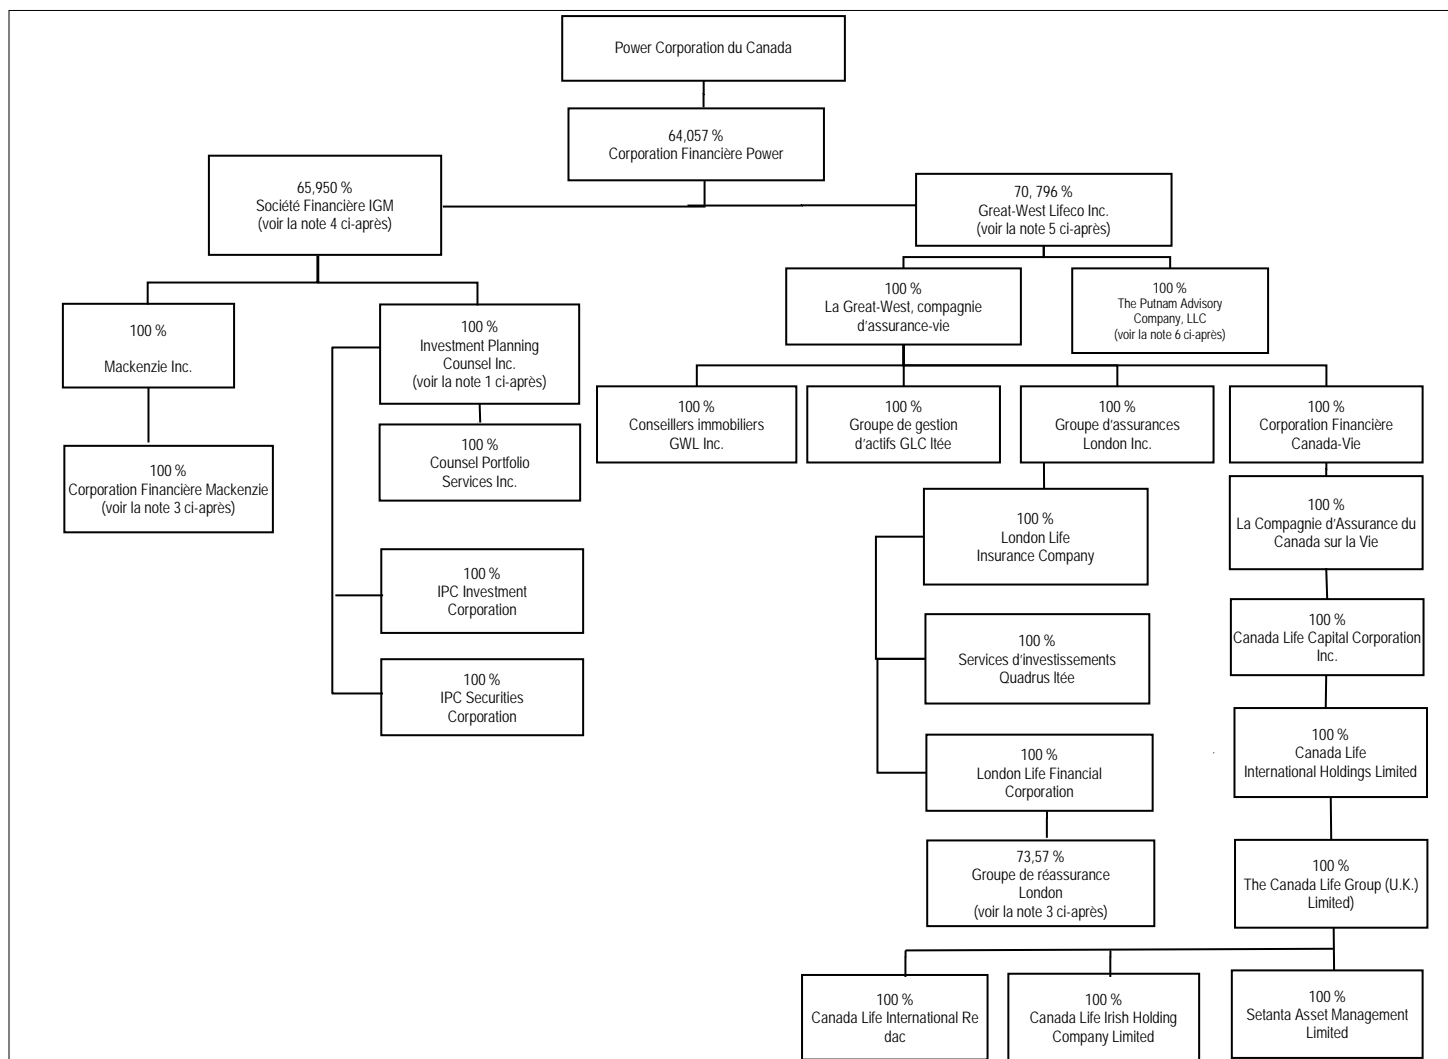 Power Corporation du Canada
64,057 %
Corporation Financière Power
65,950 %
Société Financière IGM
(voir la note 4 ci-après)
70, 796 %
Great-West Lifeco Inc.
(voir la note 5 ci-après)
100 %
La Great-West, compagnie
d'assurance-vie
100 %
The Putnam Advisory
Company, LLC
(voir la note 6 ci-après)
100 %
Mackenzie Inc.
100 %
Investment Planning
Counsel Inc.
(voir la note 1 ci-après)
100 %
Conseillers immobiliers
GWL Inc.
100 %
Groupe de gestion
d'actifs GLC ltée
100 %
Groupe d'assurances
London Inc.
100 %
Corporation Financière
Canada-Vie
100 %
Corporation Financière Mackenzie
(voir la note 3 ci-après)
100 %
Counsel Portfolio
Services Inc.
100 %
London Life
Insurance Company
100 %
La Compagnie d'Assurance du
Canada sur la Vie
100 %
IPC Investment
Corporation
100 %
Services d'investissements
Quadrus ltée
100 %
Canada Life Capital Corporation
Inc.
100 %
IPC Securities
Corporation
100 %
London Life Financial
Corporation
100 %
Canada Life
International Holdings Limited
73,57 %
Groupe de réassurance
London
(voir la note 3 ci-après)
100 %
The Canada Life Group (U.K.)
Limited)
100 %
Canada Life International Re
dac
100 %
Canada Life Irish Holding
Company Limited
100 %
Setanta Asset Management
Limited